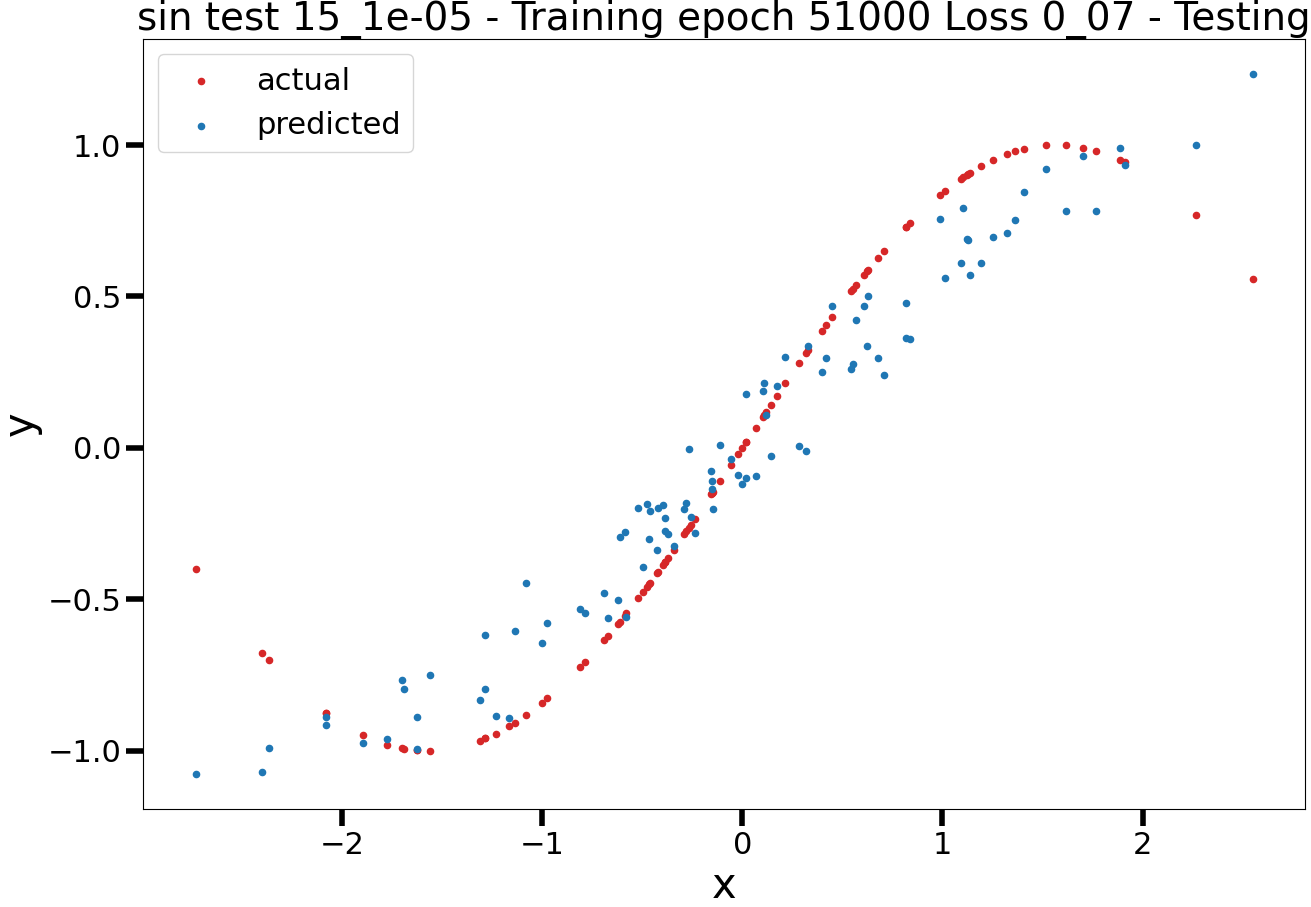 sin test 15_1e-05 - Training epoch 51000 Loss 0_07 - Testing
actual
predicted
1.0
0.5
0.0
−0.5
−1.0
y
−2
−1
0
1
2
x